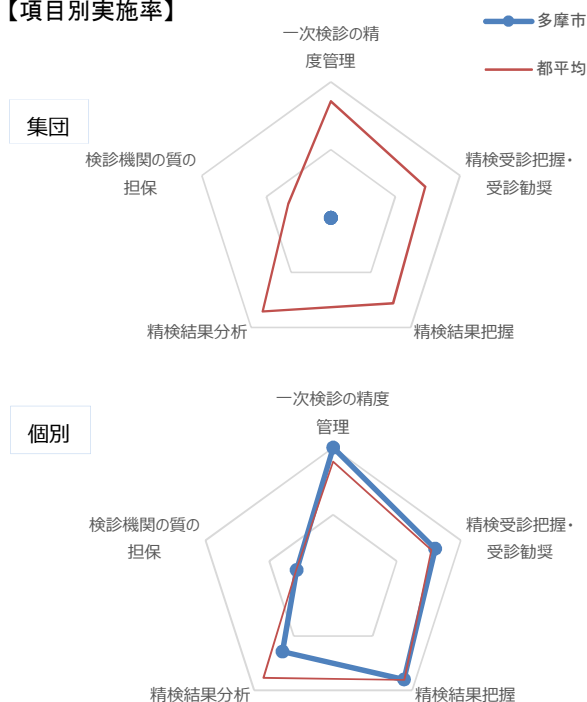 【項目別実施率】
多摩市
都平均
集団
一次検診の精
度管理
精検受診把握・
受診勧奨
精検結果把握
精検結果分析
検診機関の質の
担保
個別
一次検診の精度
管理
精検受診把握・
受診勧奨
精検結果把握
精検結果分析
検診機関の質の
担保